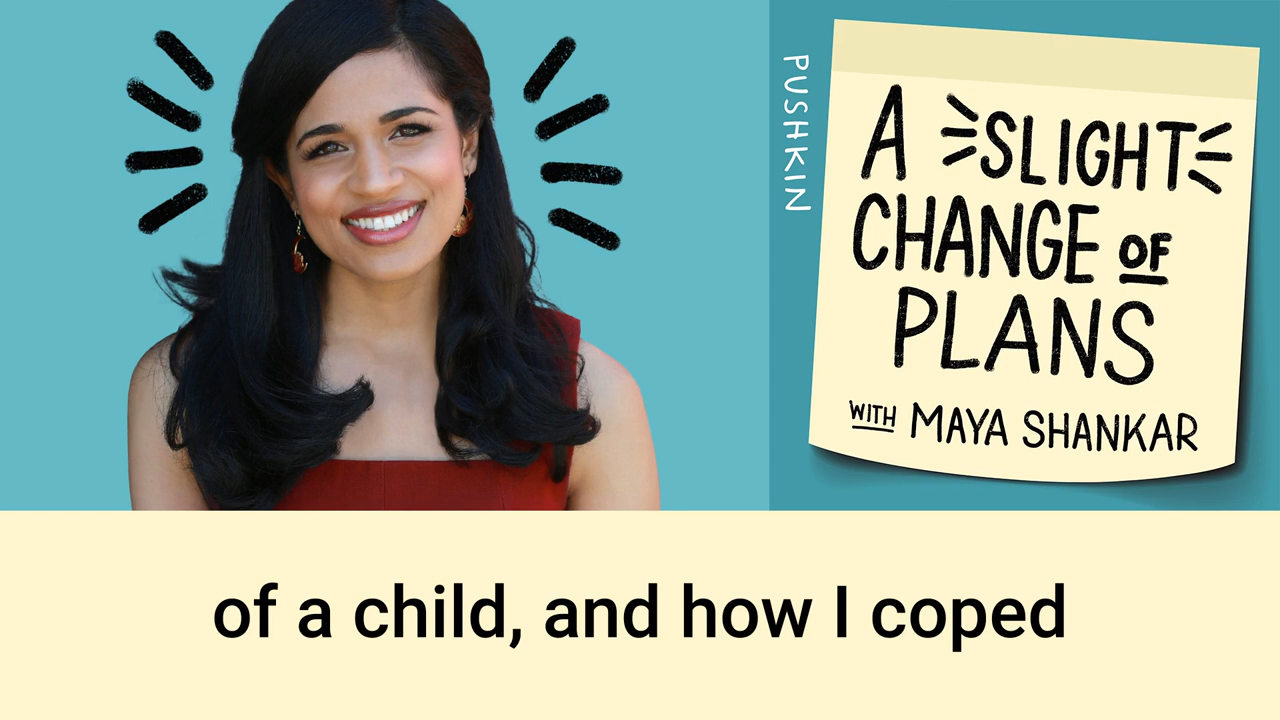 PUSHKIN
A SLIGHT
CHANGE OF
PLANS
WITH MAYA SHANKAR
of a child, and how I coped